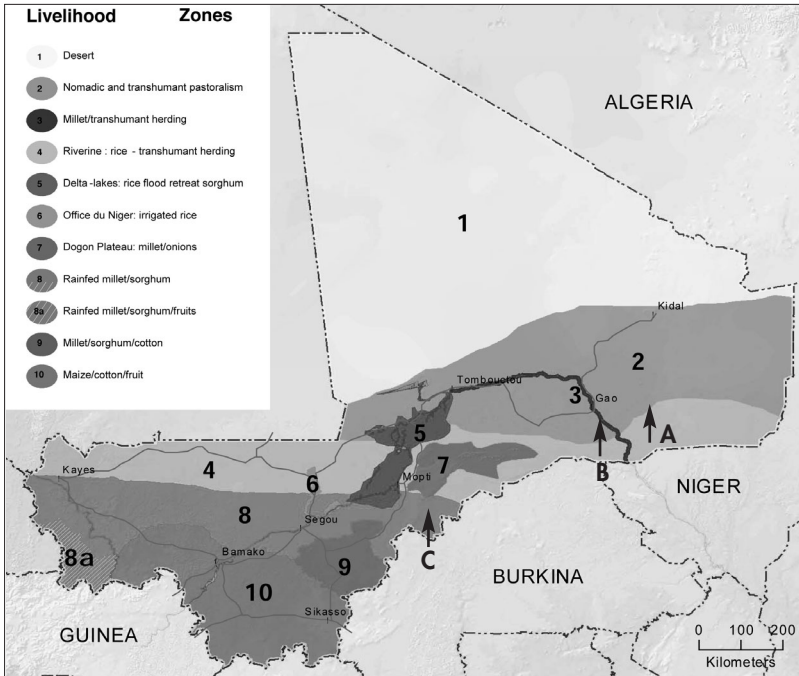 Livelihood Zones
1 Desert
2 Nomadic and transhumant pastoralism
3 Millet/transhumant herding
4 Riverine : rice - transhumant herding
5 Delta -lakes: rice flood retreat sorghum
6 Office du Niger: irrigated rice
7 Dogon Plateau: millet/onions
8 Rainfed millet/sorghum
8a Rainfed millet/sorghum/fruits
9 Millet/sorghum/cotton
10 Maize/cotton/fruit
ALGERIA
1
Kidal
2
Tombouctou
3
Gao
A
5
B
4
7
Kayes
6
Mopti
NIGER
8
Ségou
C
8a
Bamako
9
BURKINA
10
Sikasso
GUINEA
0 100 200
Kilometers